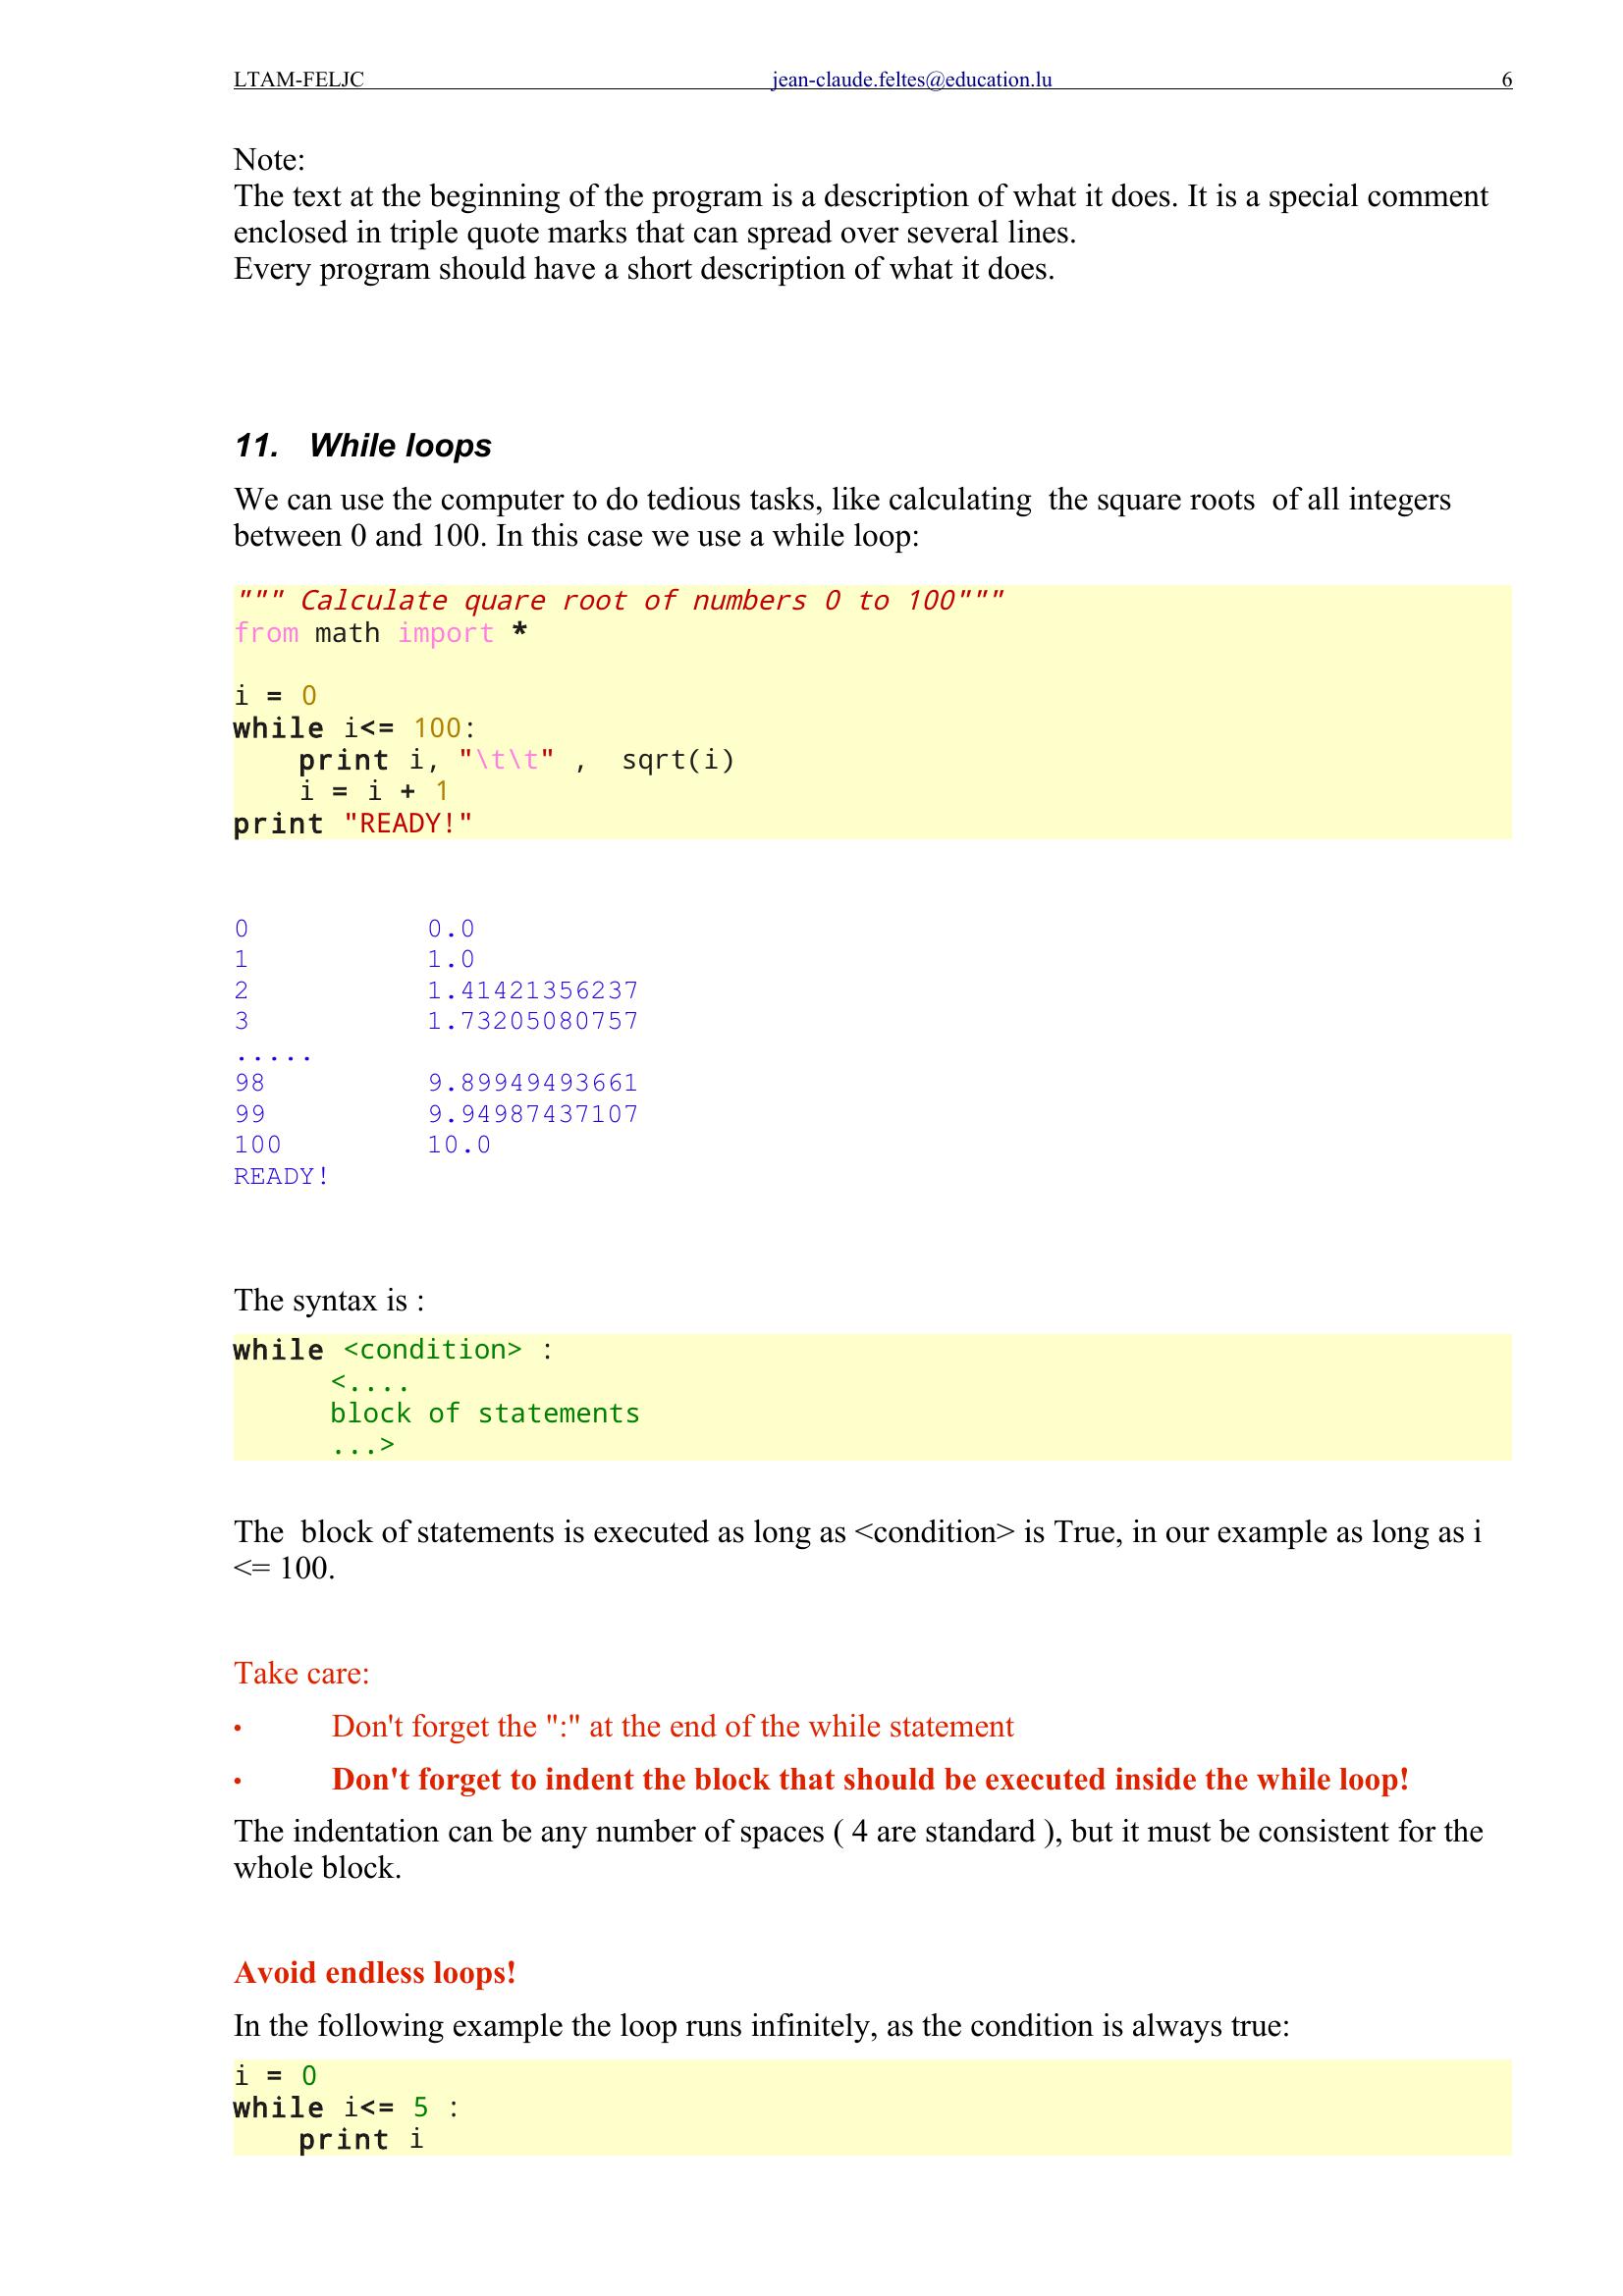 LTAM-FELJC jean-claude.feltes@education.lu 6
Note:
The text at the beginning of the program is a description of what it does. It is a special comment
enclosed in triple quote marks that can spread over several lines.
Every program should have a short description of what it does.
11. While loops
We can use the computer to do tedious tasks, like calculating  the square roots  of all integers
between 0 and 100. In this case we use a while loop:
""" Calculate quare root of numbers 0 to 100"""
from math import *
i = 0
while i<= 100:
    print i, "\t\t" ,  sqrt(i)
    i = i + 1
print "READY!"
0           0.0
1           1.0
2           1.41421356237
3           1.73205080757
.....
98          9.89949493661
99          9.94987437107
100         10.0
READY!
The syntax is :
while <condition> :
      <....
      block of statements
      ...>
The  block of statements is executed as long as <condition> is True, in our example as long as i
<= 100.
Take care:
• Don't forget the ":" at the end of the while statement
• Don't forget to indent the block that should be executed inside the while loop!
The indentation can be any number of spaces ( 4 are standard ), but it must be consistent for the
whole block.
Avoid endless loops!
In the following example the loop runs infinitely, as the condition is always true:
i = 0
while i<= 5 :
    print i